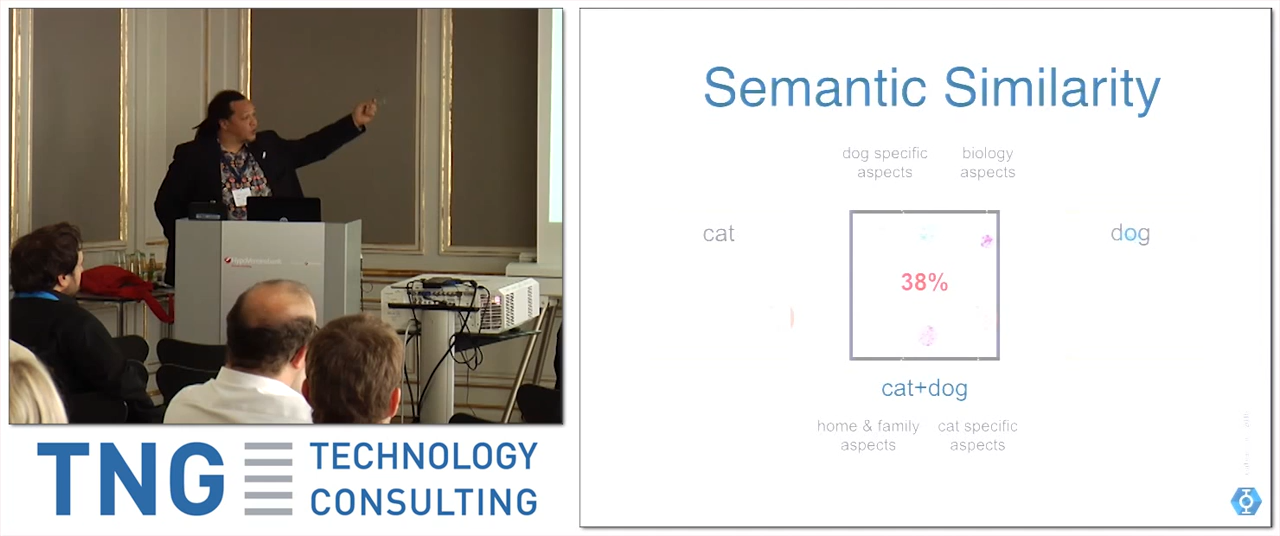 Semantic Similarity
dog specific
aspects
biology
aspects
cat
dog
38%
cat+dog
home & family
aspects
cat specific
aspects
TNG
TECHNOLOGY
CONSULTING
HypoVereinsbank